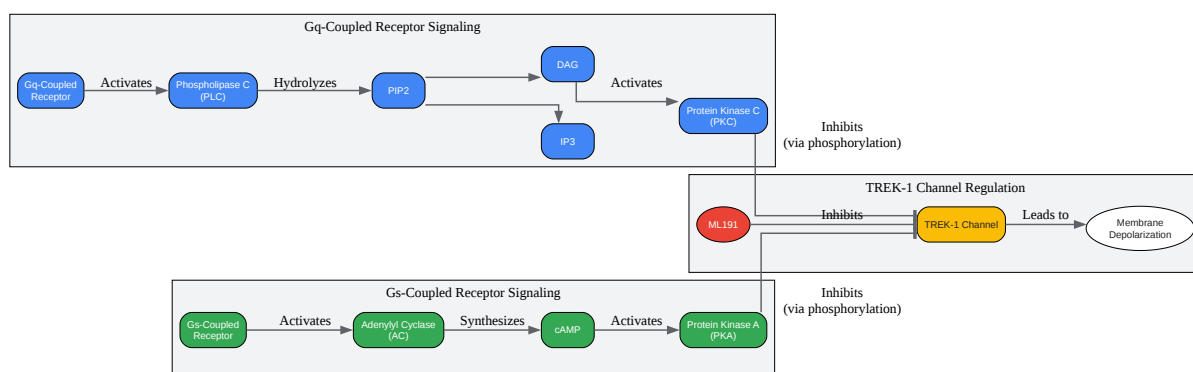 Gq-Coupled Receptor Signaling
Gq-Coupled
Receptor
Activates
Phospholipase C
(PLC)
Hydrolyzes
PIP2
DAG
IP3
Activates
Protein Kinase C
(PKC)
Inhibits
(via phosphorylation)
TREK-1 Channel Regulation
ML191
Inhibits
TREK-1 Channel
Leads to
Membrane
Depolarization
Gs-Coupled Receptor Signaling
Gs-Coupled
Receptor
Activates
Adenylyl Cyclase
(AC)
Synthesizes
cAMP
Activates
Protein Kinase A
(PKA)
Inhibits
(via phosphorylation)